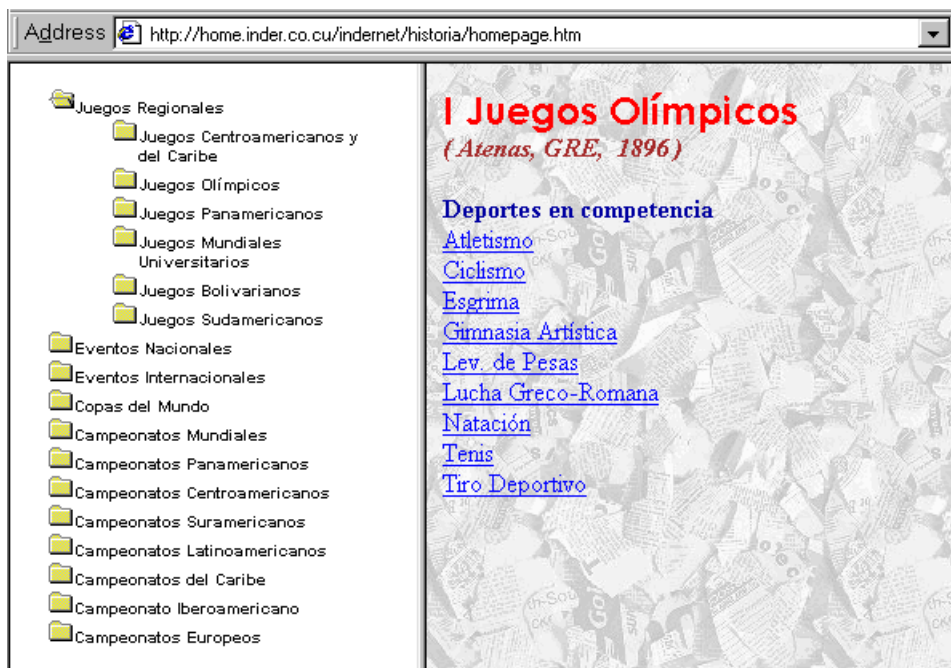 Address http://home.inder.co.cu/indernet/historia/homepage.htm
Juegos Regionales
Juegos Centroamericanos y
del Caribe
Juegos Olímpicos
Juegos Panamericanos
Juegos Mundiales
Universitarios
Juegos Bolivarianos
Juegos Sudamericanos
Eventos Nacionales
Eventos Internacionales
Copas del Mundo
Campeonatos Mundiales
Campeonatos Panamericanos
Campeonatos Centroamericanos
Campeonatos Suramericanos
Campeonatos Latinoamericanos
Campeonatos del Caribe
Campeonato Iberoamericano
Campeonatos Europeos
I Juegos Olímpicos
( Atenas, GRE, 1896 )
Deportes en competencia
Atletismo
Ciclismo
Esgrima
Gimnasia Artística
Lev. de Pesas
Lucha Greco-Romana
Natación
Tenis
Tiro Deportivo